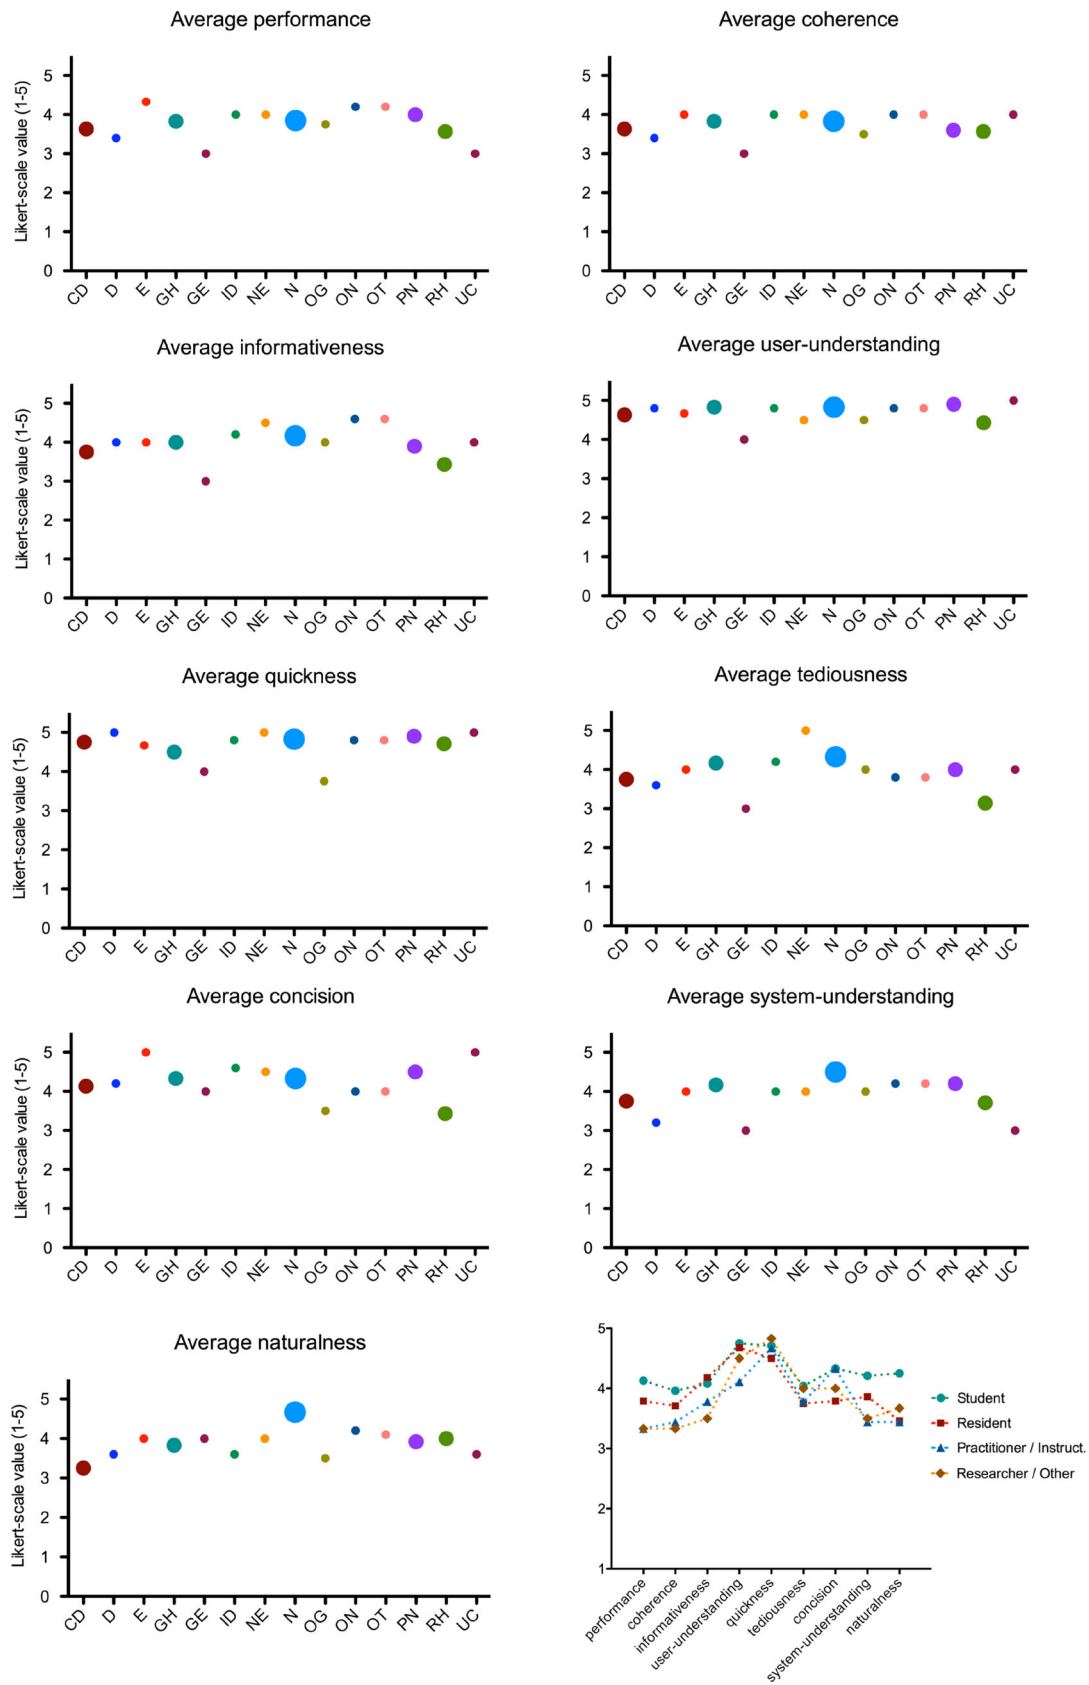 Average performance
Likert-scale value (1-5)
5
4
3
2
1
0
CD D E GH GE ID NE N OG ON OT PN RH UC
Average coherence
5
4
3
2
1
0
CD D E GH GE ID NE N OG ON OT PN RH UC
Average informativeness
Likert-scale value (1-5)
5
4
3
2
1
0
CD D E GH GE ID NE N OG ON OT PN RH UC
Average user-understanding
5
4
3
2
1
0
CD D E GH GE ID NE N OG ON OT PN RH UC
Average quickness
Likert-scale value (1-5)
5
4
3
2
1
0
CD D E GH GE ID NE N OG ON OT PN RH UC
Average tediousness
5
4
3
2
1
0
CD D E GH GE ID NE N OG ON OT PN RH UC
Average concision
Likert-scale value (1-5)
5
4
3
2
1
0
CD D E GH GE ID NE N OG ON OT PN RH UC
Average system-understanding
5
4
3
2
1
0
CD D E GH GE ID NE N OG ON OT PN RH UC
Average naturalness
Likert-scale value (1-5)
5
4
3
2
1
0
CD D E GH GE ID NE N OG ON OT PN RH UC
5
4
3
2
1
performance
coherence
informativeness
user-understanding
quickness
tediousness
concision
system-understanding
naturalness
Student
Resident
Practitioner / Instruct.
Researcher / Other